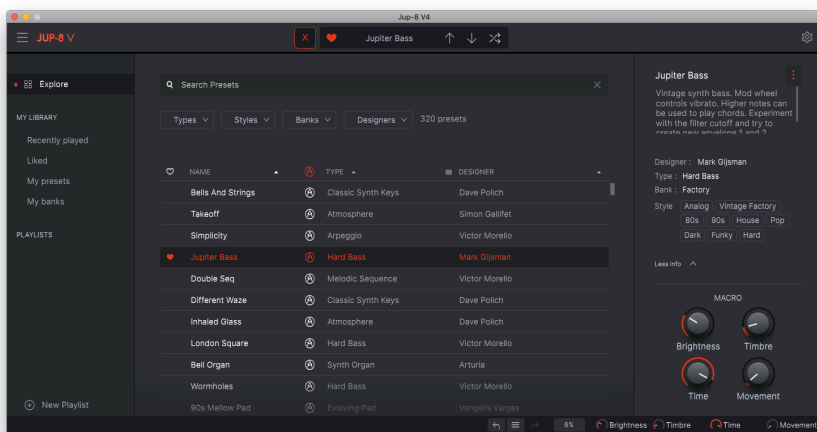 Jup-8 V4
JUP-8 V
X
Jupiter Bass
Explore
MY LIBRARY
Recently played
Liked
My presets
My banks
PLAYLISTS
New Playlist
Search Presets
Types
Styles
Banks
Designers
320 presets
NAME TYPE DESIGNER
Bells And Strings Classic Synth Keys Dave Polich
Takeoff Atmosphere Simon Gallifet
Simplicity Arpeggio Victor Morello
Jupiter Bass Hard Bass Mark Gijsman
Double Seq Melodic Sequence Victor Morello
Different Waze Classic Synth Keys Dave Polich
Inhaled Glass Atmosphere Dave Polich
London Square Hard Bass Victor Morello
Bell Organ Synth Organ Arturia
Wormholes Hard Bass Victor Morello
90s Mellow Pad Evolving Pad Vangelis Vargas
Jupiter Bass
Vintage synth bass. Mod wheel
controls vibrato. Higher notes can
be used to play chords. Experiment
with the filter cutoff and try to
create new envelope 1 and 2
Designer : Mark Gijsman
Type : Hard Bass
Bank : Factory
Style Analog Vintage Factory
80s 90s House Pop
Dark Funky Hard
Less info
MACRO
Brightness Timbre
Time Movement
6% Brightness Timbre Time Movement